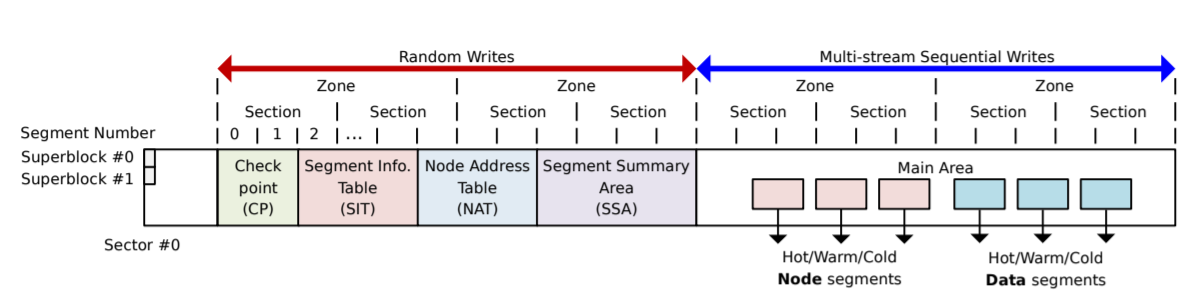 Random Writes
Multi-stream Sequential Writes
Zone
Zone
Zone
Zone
Section
Section
Section
Section
Section
Section
Section
Section
Segment Number
0
1
2
...
Superblock #0
Superblock #1
Check
point
(CP)
Segment Info.
Table
(SIT)
Node Address
Table
(NAT)
Segment Summary
Area
(SSA)
Main Area
Sector #0
Hot/Warm/Cold
Node segments
Hot/Warm/Cold
Data segments